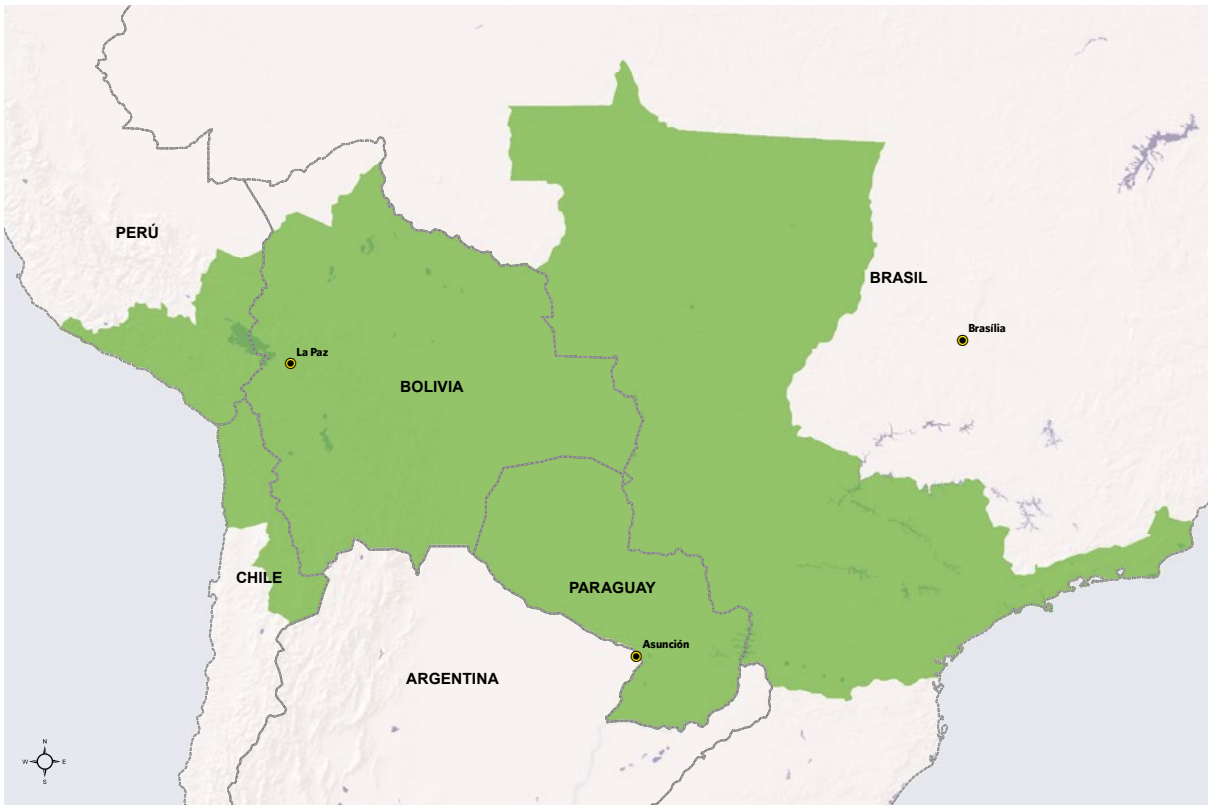 PERÚ
BRASIL
Brasília
La Paz
BOLIVIA
CHILE
PARAGUAY
Asunción
ARGENTINA
N
W E
S